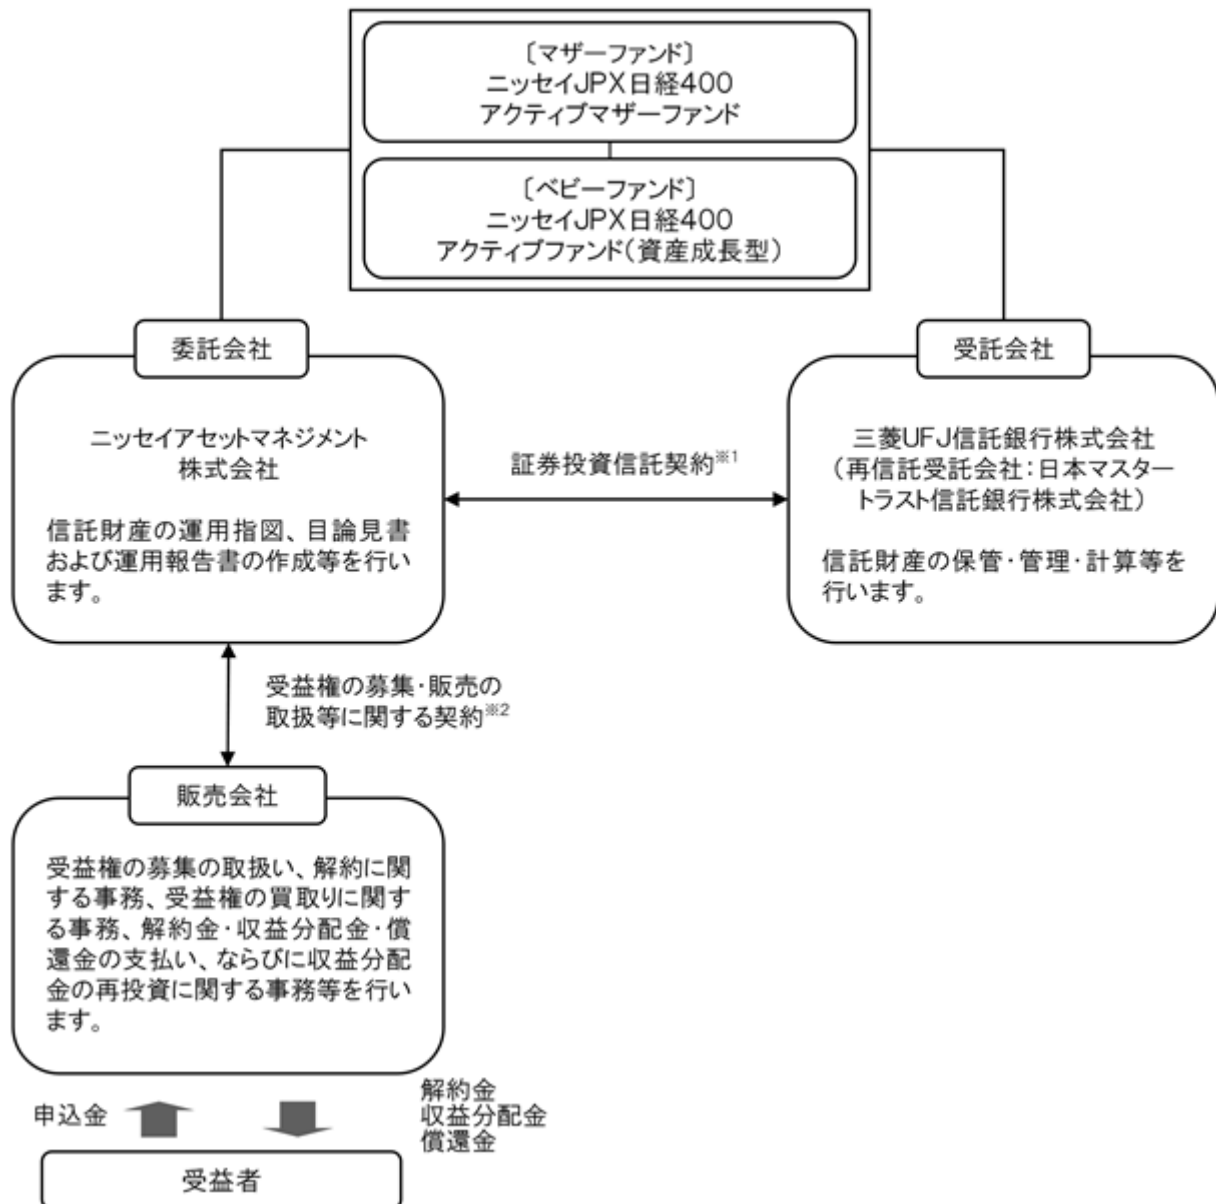 〔マザーファンド〕
ニッセイJPX日経400
アクティブマザーファンド
〔ベビーファンド〕
ニッセイJPX日経400
アクティブファンド(資産成長型)
委託会社
ニッセイアセットマネジメント
株式会社
信託財産の運用指図、目論見書
および運用報告書の作成等を行い
ます。
証券投資信託契約※1
受託会社
三菱UFJ信託銀行株式会社
(再信託受託会社:日本マスター
トラスト信託銀行株式会社)
信託財産の保管・管理・計算等を
行います。
受益権の募集・販売の
取扱等に関する契約※2
販売会社
受益権の募集の取扱い、解約に関
する事務、受益権の買取りに関す
る事務、解約金・収益分配金・償
還金の支払い、ならびに収益分配
金の再投資に関する事務等を行い
ます。
申込金
解約金
収益分配金
償還金
受益者